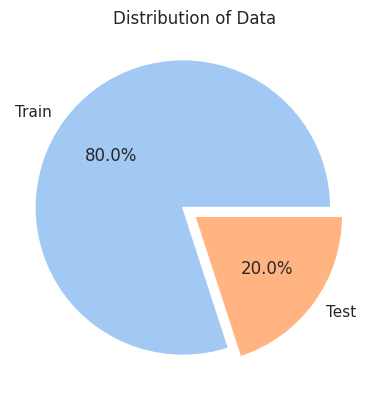 Distribution of Data
Train
80.0%
20.0%
Test